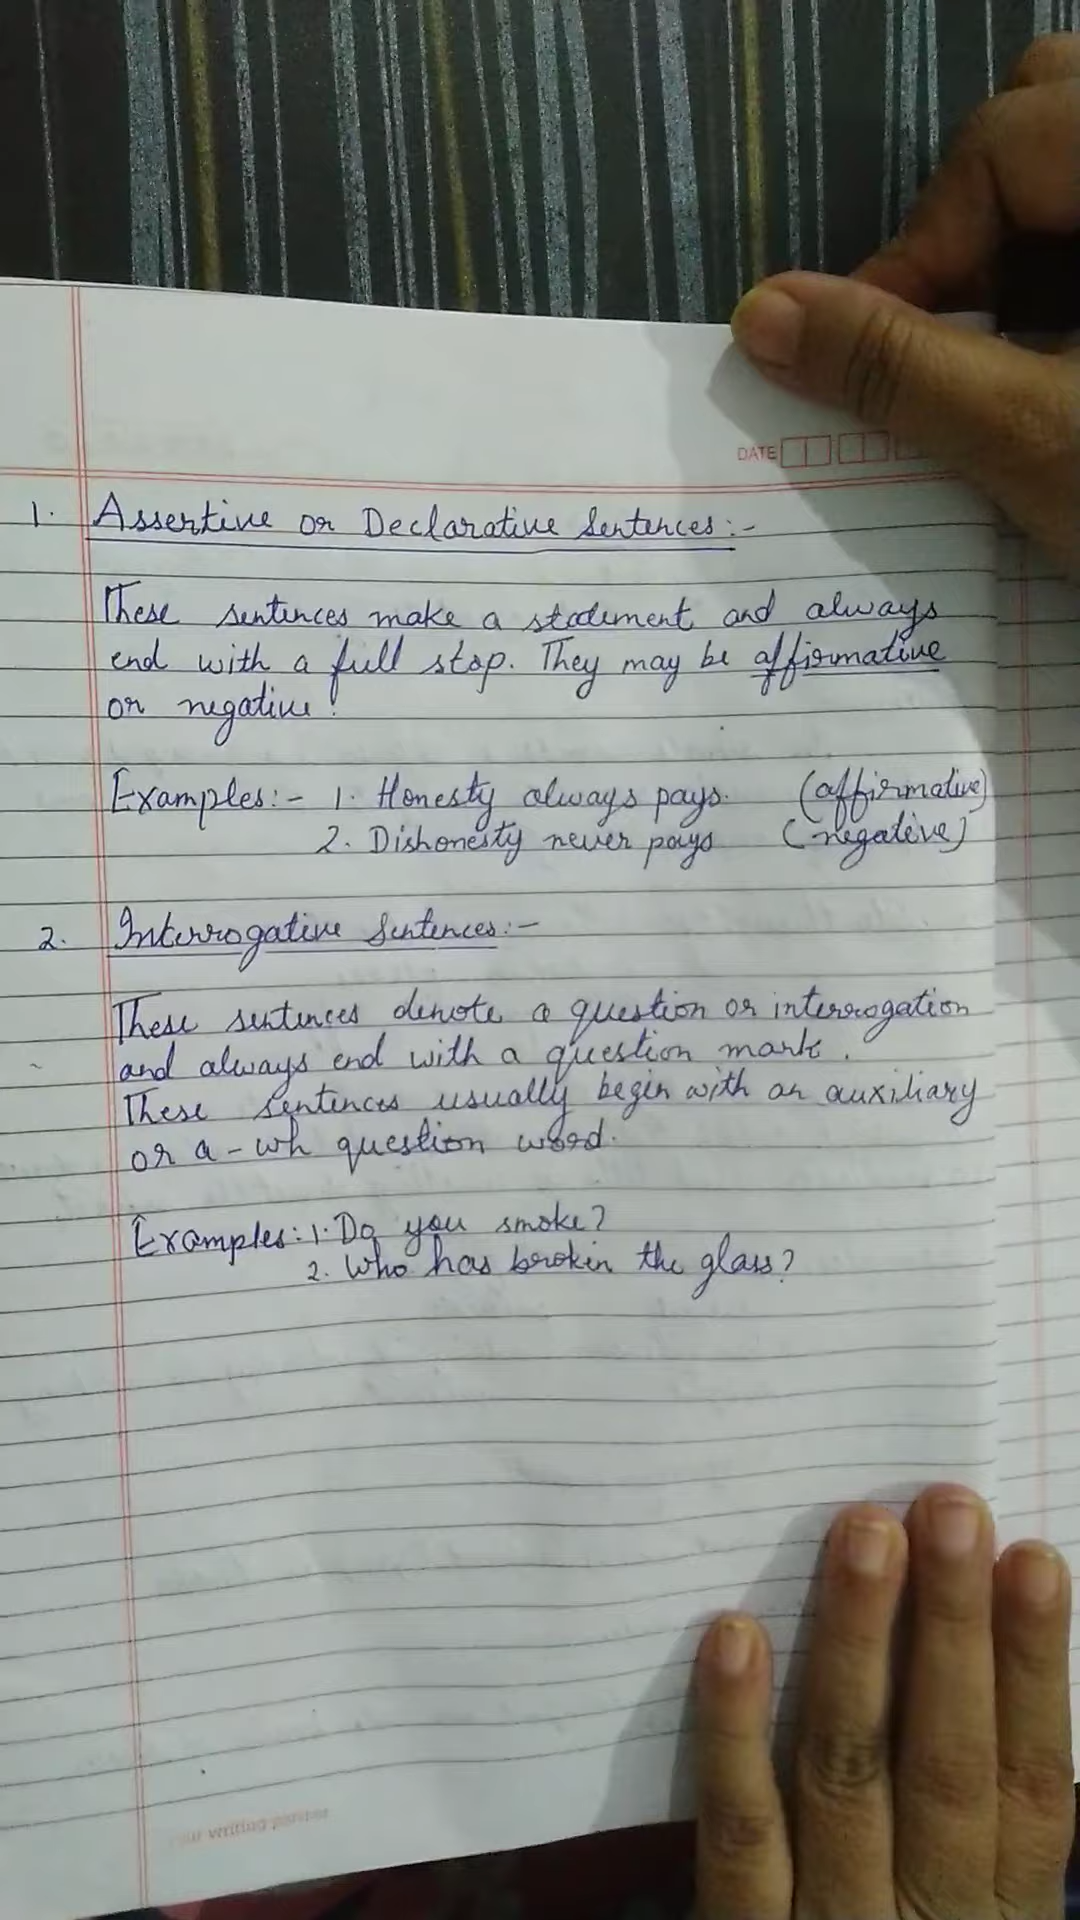 DATE
1. Assertive or Declarative Sentences:-
These sentences make a statement and always
end with a full stop. They may be affirmative
or negative.
Examples:- 1. Honesty always pays. (affirmative)
2. Dishonesty never pays (negative)
2. Interrogative Sentences:-
These sentences denote a question or interrogation
and always end with a question mark.
These sentences usually begin with an auxiliary
or a - wh question word.
Examples: 1. Do you smoke?
2. Who has broken the glass?
your writing partner